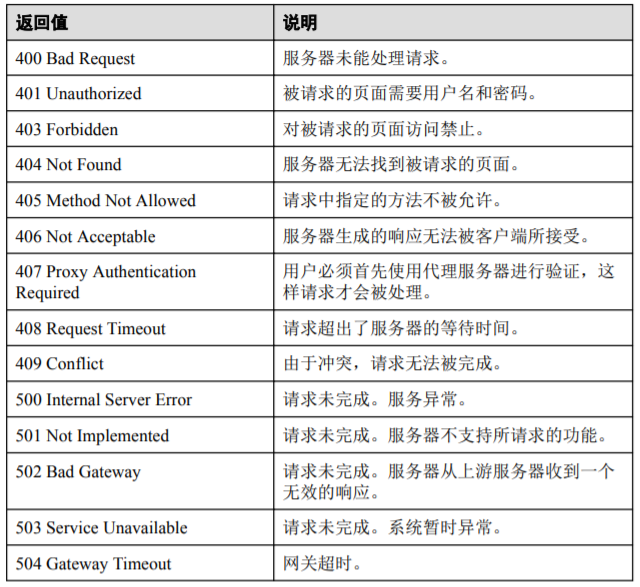 返回值 说明
400 Bad Request 服务器未能处理请求。
401 Unauthorized 被请求的页面需要用户名和密码。
403 Forbidden 对被请求的页面访问禁止。
404 Not Found 服务器无法找到被请求的页面。
405 Method Not Allowed 请求中指定的方法不被允许。
406 Not Acceptable 服务器生成的响应无法被客户端所接受。
407 Proxy Authentication
Required
用户必须首先使用代理服务器进行验证，这
样请求才会被处理。
408 Request Timeout 请求超出了服务器的等待时间。
409 Conflict 由于冲突，请求无法被完成。
500 Internal Server Error 请求未完成。服务异常。
501 Not Implemented 请求未完成。服务器不支持所请求的功能。
502 Bad Gateway 请求未完成。服务器从上游服务器收到一个
无效的响应。
503 Service Unavailable 请求未完成。系统暂时异常。
504 Gateway Timeout 网关超时。